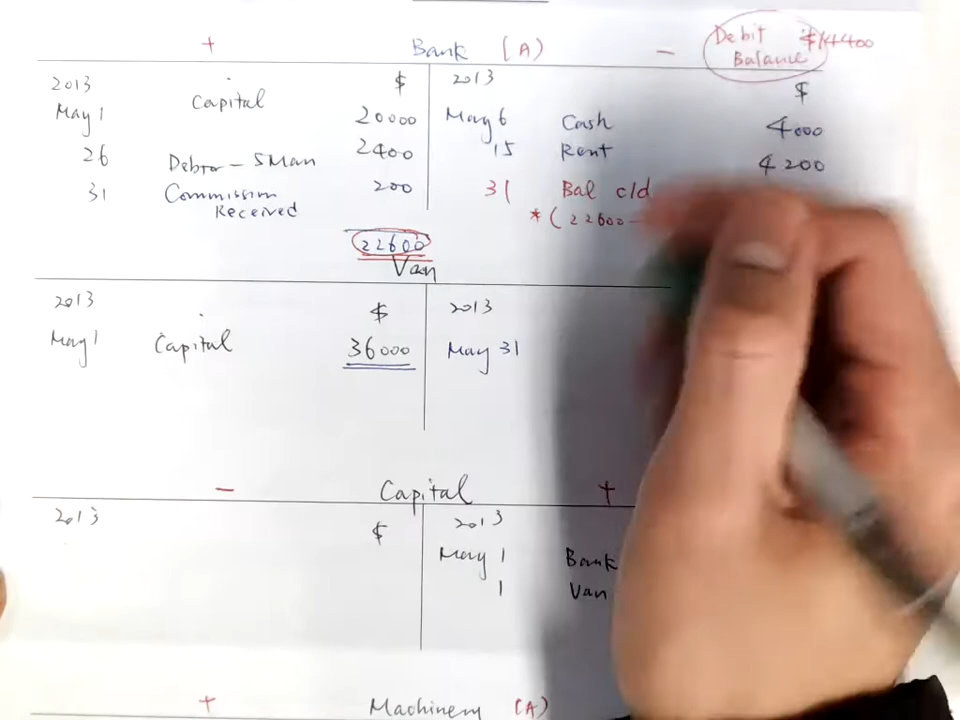 + Bank (A) - Debit $14400
Balance
2013 $ 2013 $
May 1 Capital 20000 May 6 Cash 4000
26 Debtor - SMan 2400 15 Rent 4200
31 Commission 200 31 Bal c/d
Received *(22600-
22600
Van
2013 $ 2013
May 1 Capital 36000 May 31
- Capital +
2013 $ 2013
May 1 Bank
1 Van
+ Machinery (A)